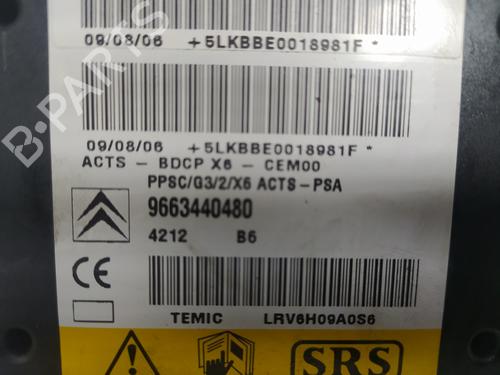 09/08/06 +5LKBBE0018981F *
09/08/06 +5LKBBE0018981F *
ACTS - BDCP X6 - CEM00
PPSC/G3/2/X6 ACTS-PSA
9663440480
4212 B6
CE
TEMIC LRV6H09A0S6
SRS
B-PARTS